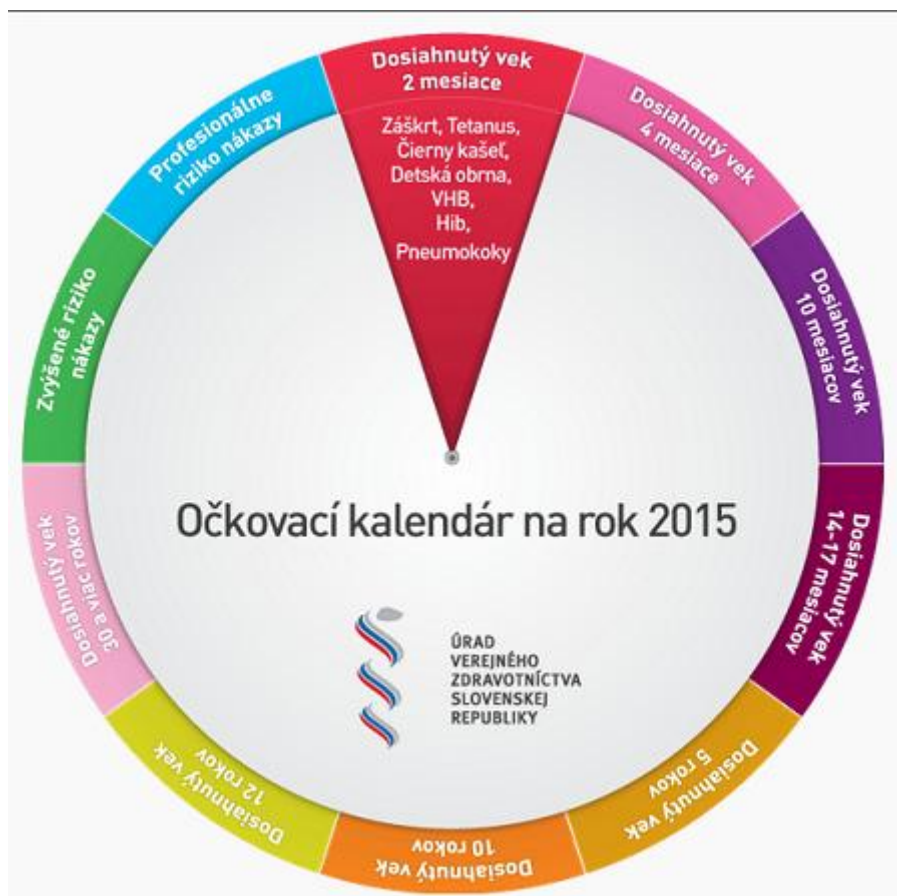 Dosiahnutý vek
2 mesiace
Záškrt, Tetanus,
Čierny kašeľ,
Detská obrna,
VHB,
Hib,
Pneumokoky
Dosiahnutý vek
4 mesiace
Dosiahnutý vek
10 mesiacov
Dosiahnutý vek
14-17 mesiacov
Dosiahnutý vek
5 rokov
Dosiahnutý vek
10 rokov
Dosiahnutý vek
12 rokov
Dosiahnutý vek
30 a viac rokov
Zvýšené riziko
nákazy
Profesionálne
riziko nákazy
Očkovací kalendár na rok 2015
ÚRAD
VEREJNÉHO
ZDRAVOTNÍCTVA
SLOVENSKEJ
REPUBLIKY